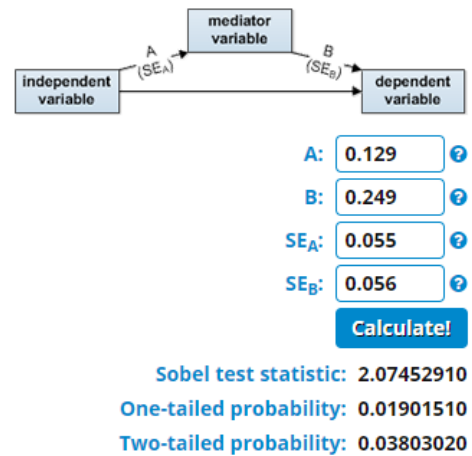 mediator
variable
A
(SEA)
B
(SEB)
independent
variable
dependent
variable
A: 0.129 ?
B: 0.249 ?
SEA: 0.055 ?
SEB: 0.056 ?
Calculate!
Sobel test statistic: 2.07452910
One-tailed probability: 0.01901510
Two-tailed probability: 0.03803020